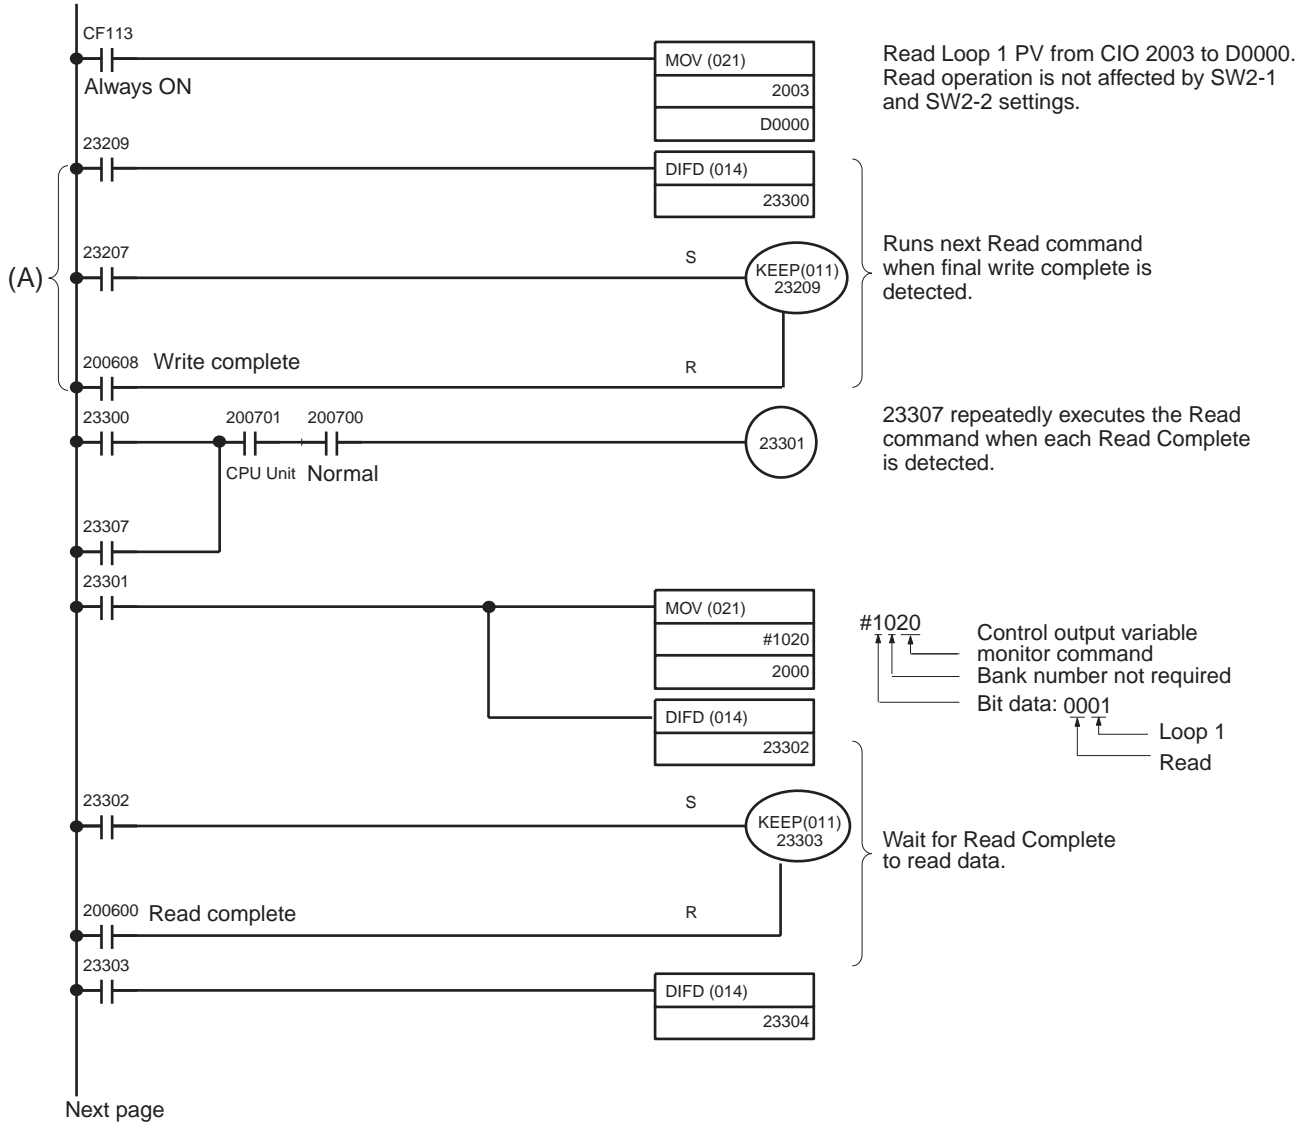 CF113
Always ON
MOV (021)
2003
D0000
Read Loop 1 PV from CIO 2003 to D0000.
Read operation is not affected by SW2-1
and SW2-2 settings.
23209
DIFD (014)
23300
(A)
23207
S
KEEP(011)
23209
Runs next Read command
when final write complete is
detected.
200608
Write complete
R
23300
200701
200700
CPU Unit
Normal
23301
23307 repeatedly executes the Read
command when each Read Complete
is detected.
23307
23301
MOV (021)
#1020
2000
DIFD (014)
23302
#1020
Control output variable
monitor command
Bank number not required
Bit data: 0001
Loop 1
Read
23302
S
KEEP(011)
23303
Wait for Read Complete
to read data.
200600
Read complete
R
23303
DIFD (014)
23304
Next page